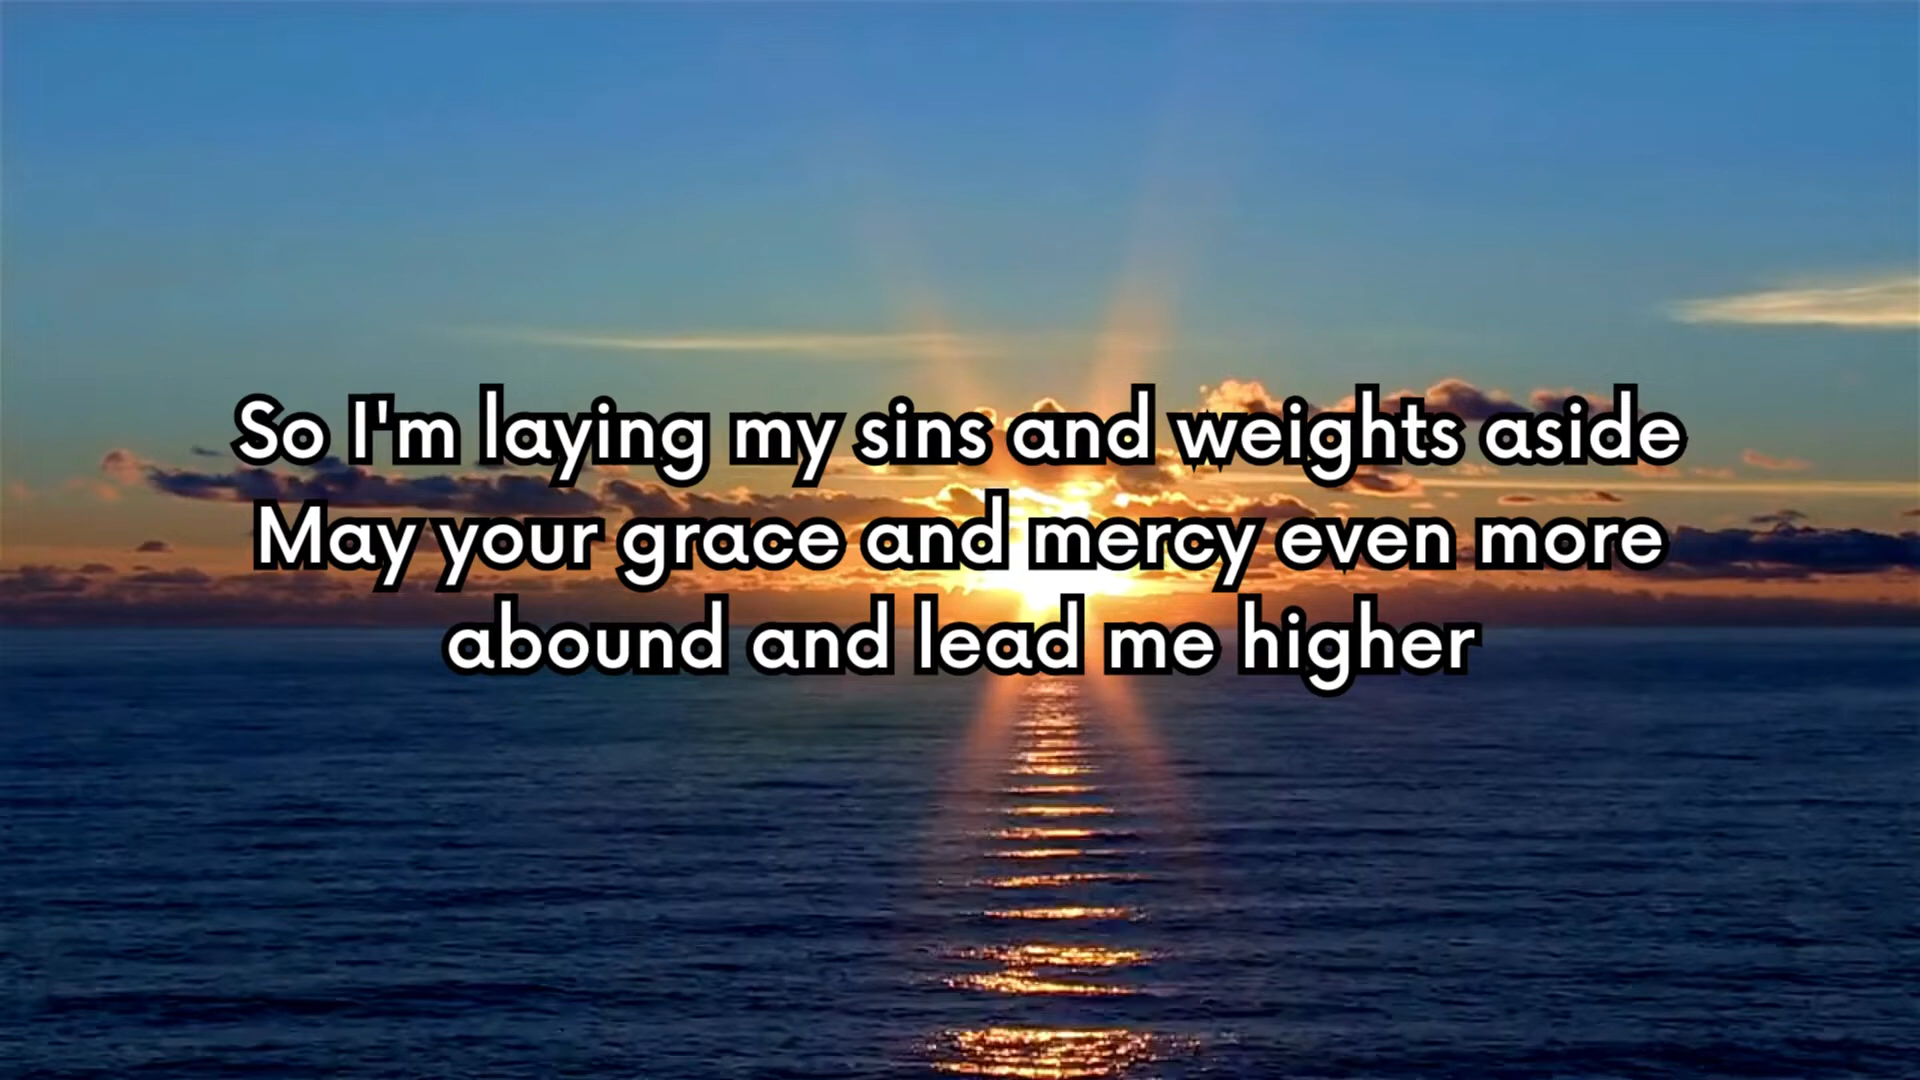 So I'm laying my sins and weights aside
May your grace and mercy even more
abound and lead me higher